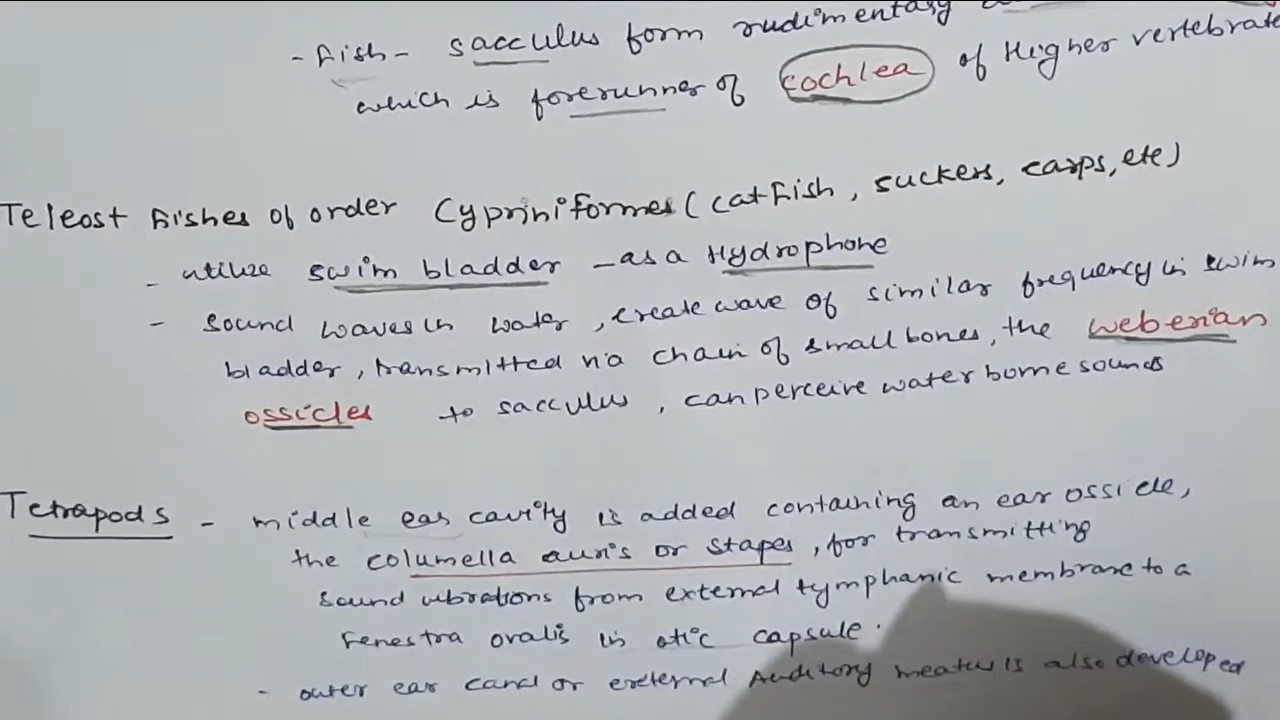 - Fish - sacculus form rudimentary
which is forerunner of cochlea of Higher vertebrate
Teleost Fishes of order Cypriniformes (catfish, suckers, carps, etc)
- utilize swim bladder - as a Hydrophone
- sound waves in water, create wave of similar frequency in swim
bladder, transmitted via chain of small bones, the weberian
ossicles to sacculus, can perceive water borne sounds
Tetrapods - middle ear cavity is added containing an ear ossicle,
the columella auris or stapes, for transmitting
sound vibrations from external tymphanic membrane to a
Fenestra ovalis in otic capsule.
- outer ear canal or external Auditory meatus is also developed